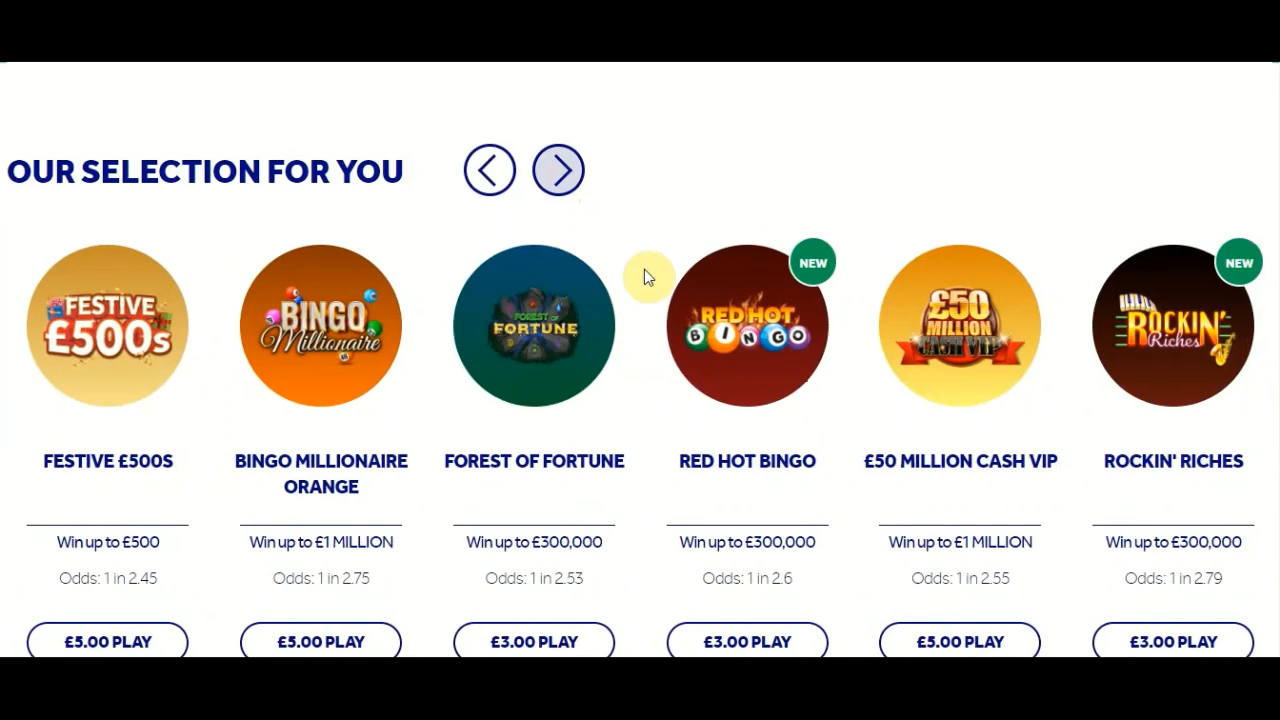 OUR SELECTION FOR YOU
FESTIVE
£500s
BINGO
Millionaire
FOREST OF
FORTUNE
NEW
RED HOT
BINGO
£50
MILLION
CASH VIP
NEW
ROCKIN'
Riches
FESTIVE £500S
BINGO MILLIONAIRE
ORANGE
FOREST OF FORTUNE
RED HOT BINGO
£50 MILLION CASH VIP
ROCKIN' RICHES
Win up to £500
Win up to £1 MILLION
Win up to £300,000
Win up to £300,000
Win up to £1 MILLION
Win up to £300,000
Odds: 1 in 2.45
Odds: 1 in 2.75
Odds: 1 in 2.53
Odds: 1 in 2.6
Odds: 1 in 2.55
Odds: 1 in 2.79
£5.00 PLAY
£5.00 PLAY
£3.00 PLAY
£3.00 PLAY
£5.00 PLAY
£3.00 PLAY